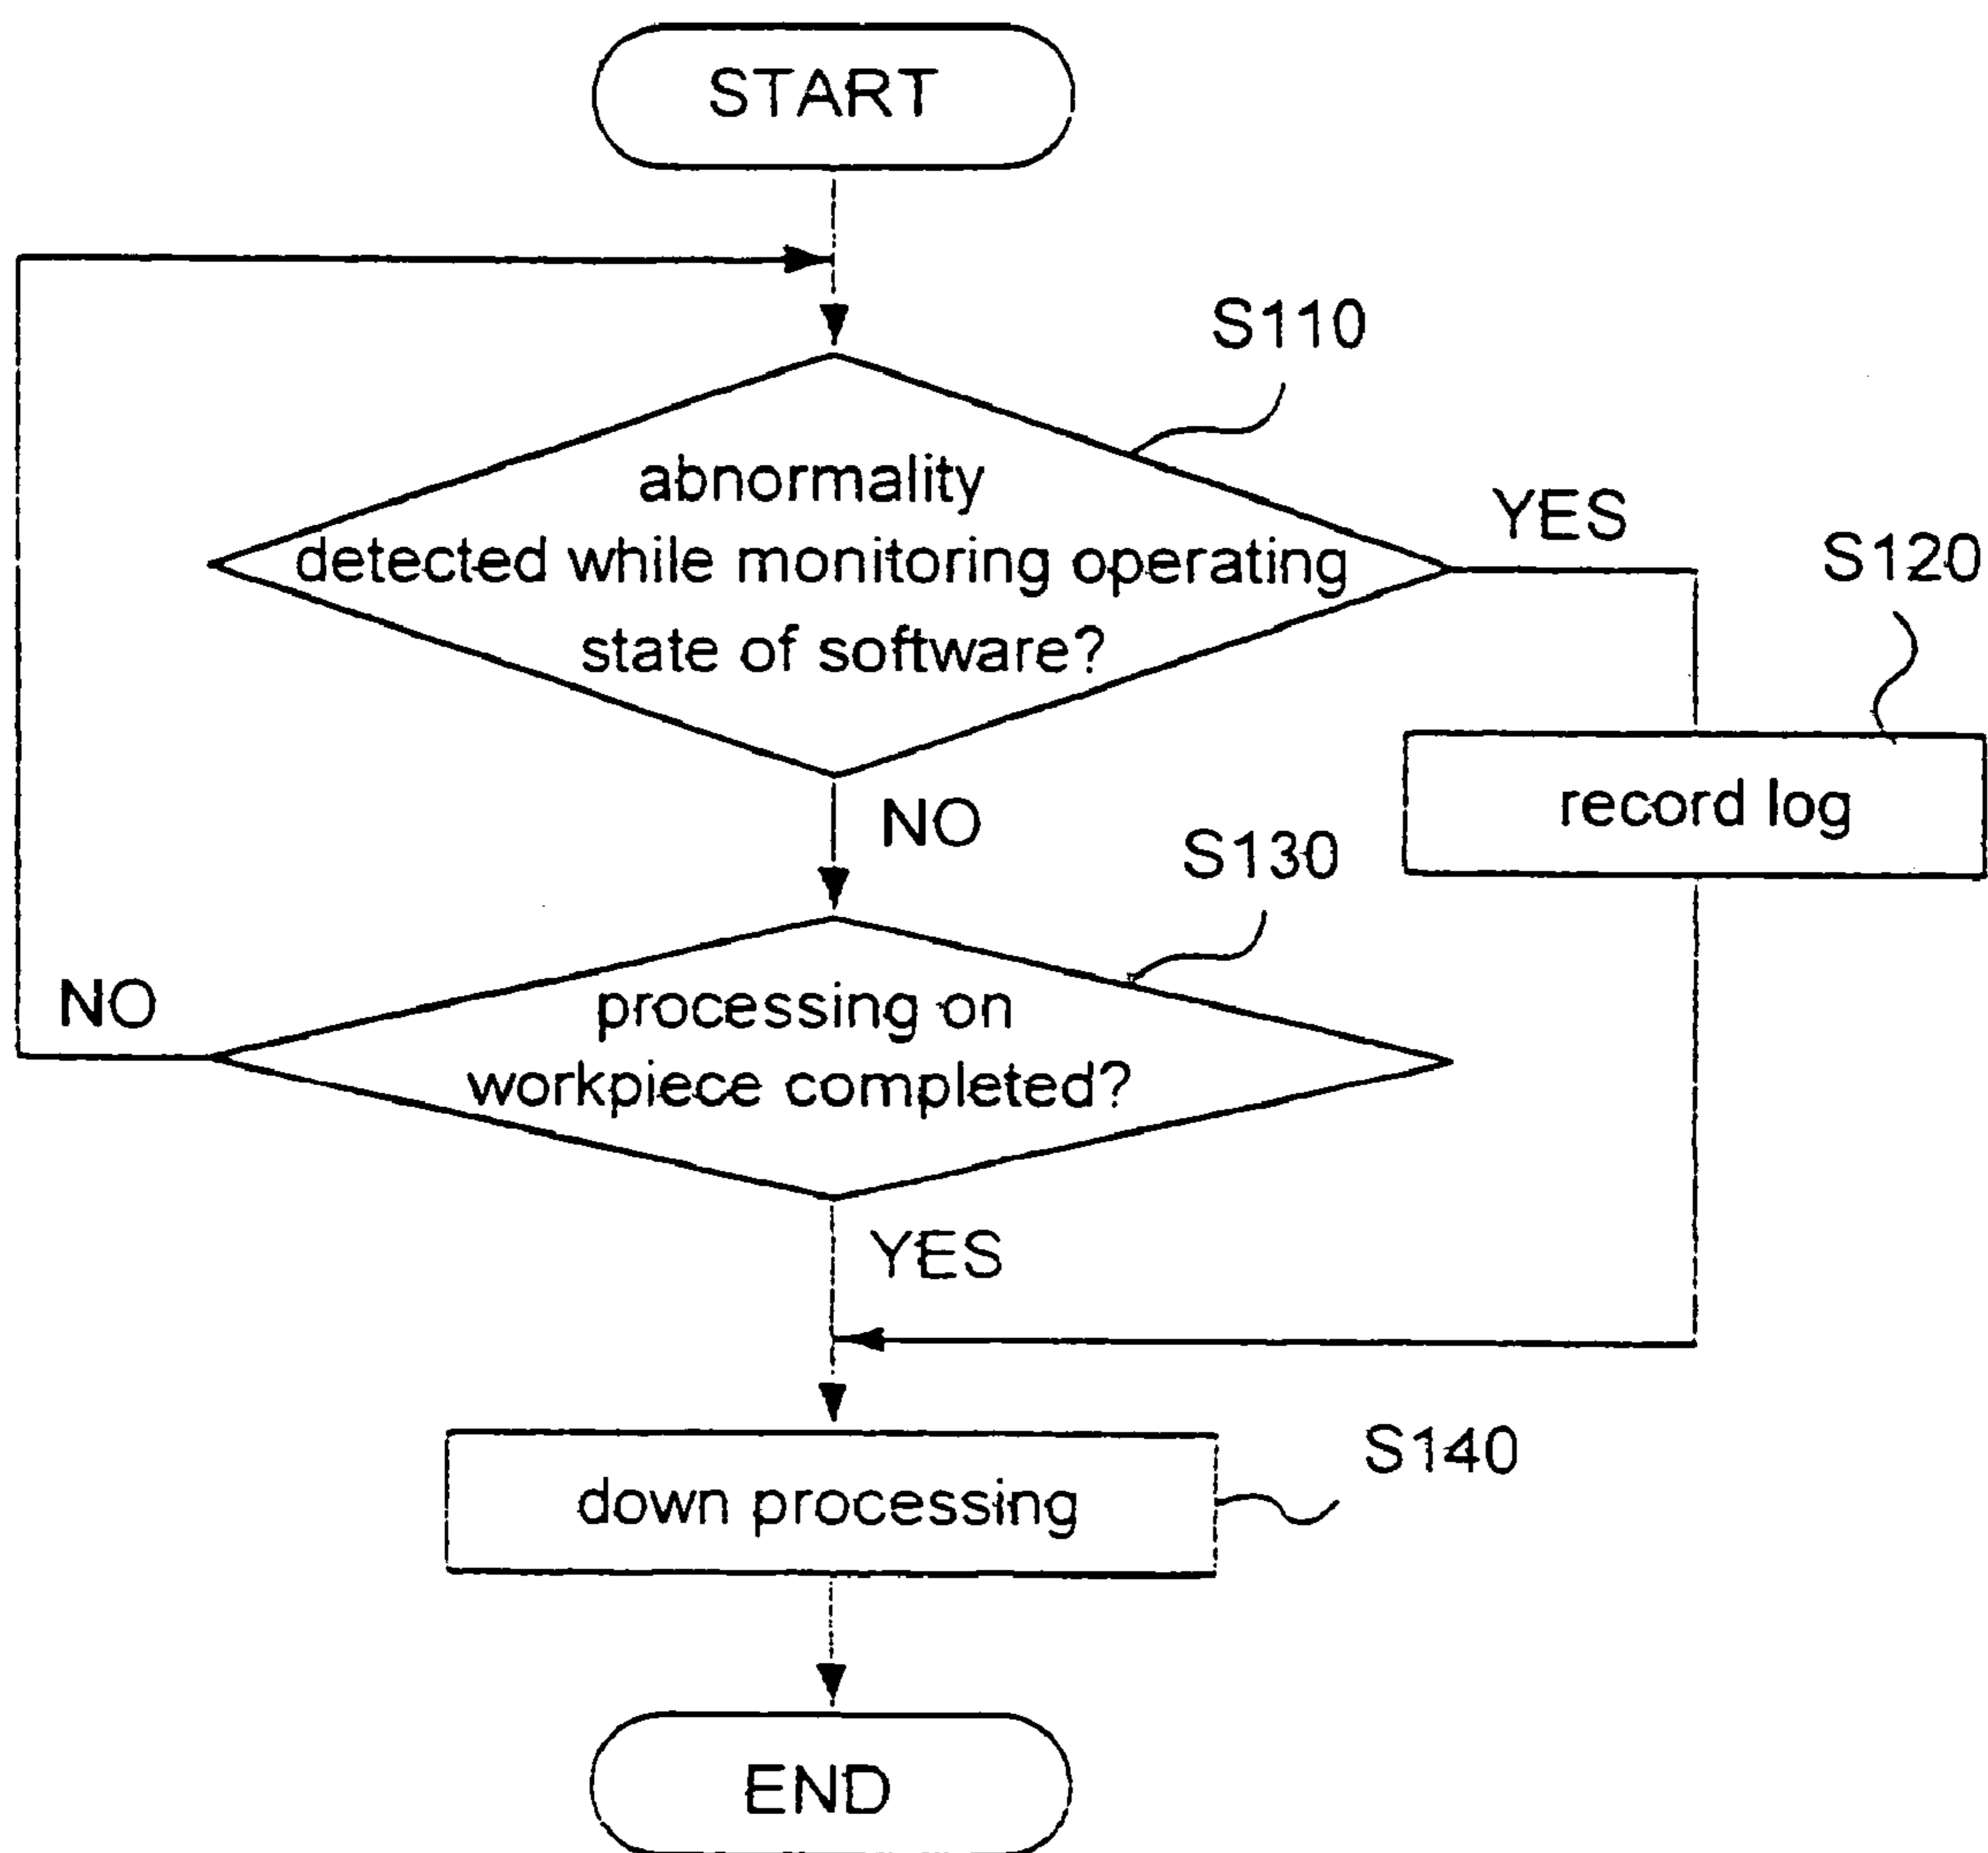 START
S110
abnormality
detected while monitoring operating
state of software?
YES
S120
record log
NO
S130
processing on
workpiece completed?
NO
YES
down processing
S140
END